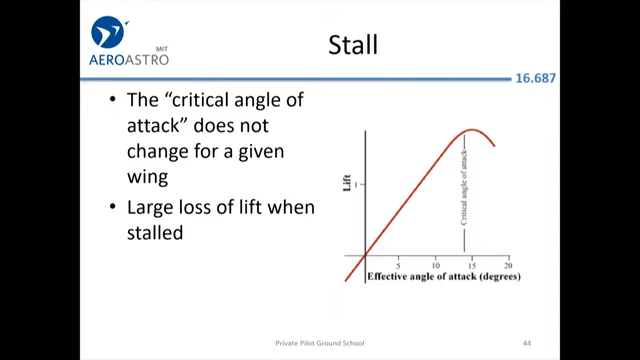 MIT
AEROASTRO
Stall
16.687
• The “critical angle of
attack” does not
change for a given
wing
• Large loss of lift when
stalled
Lift
1
Critical angle of attack
5 10 15 20
Effective angle of attack (degrees)
Private Pilot Ground School
44